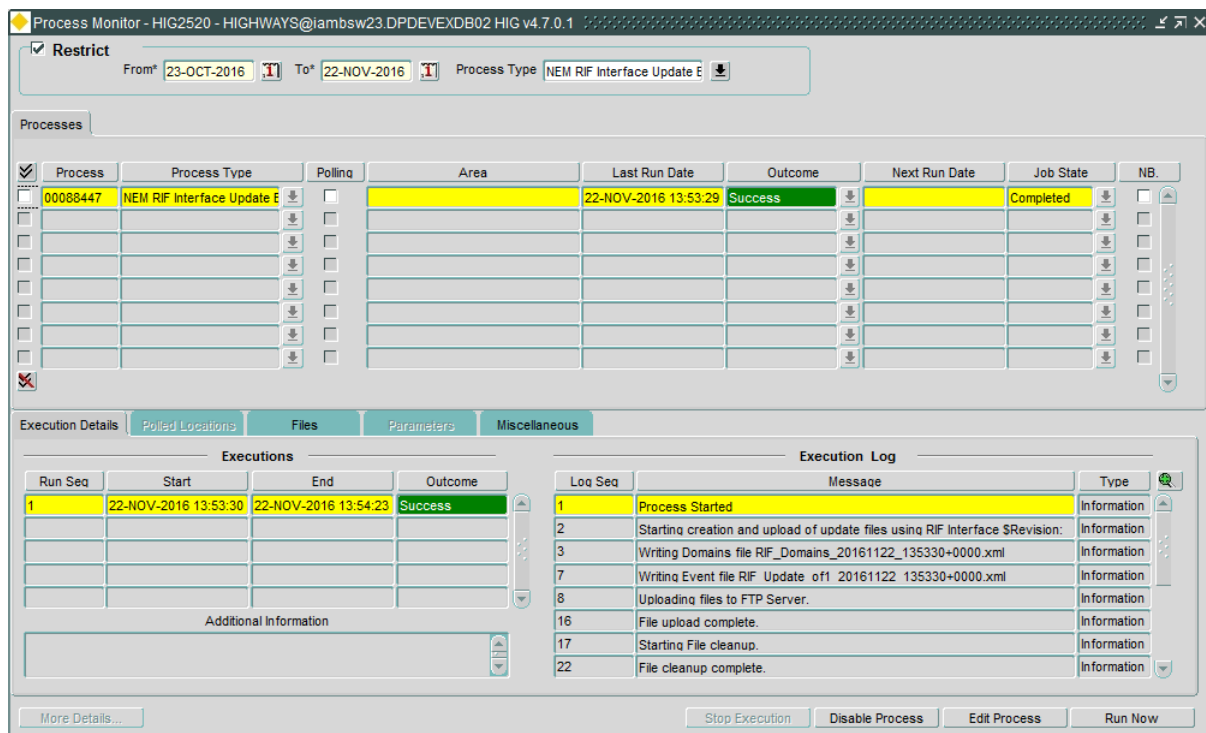 Process Monitor - HIG2520 - HIGHWAYS@iambsw23.DPDEVEXDB02 HIG v4.7.0.1
Restrict
From* 23-OCT-2016 To* 22-NOV-2016 Process Type NEM RIF Interface Update E
Processes
Process Process Type Polling Area Last Run Date Outcome Next Run Date Job State NB.
00088447 NEM RIF Interface Update E 22-NOV-2016 13:53:29 Success Completed
Execution Details Polled Locations Files Parameters Miscellaneous
Executions
Run Seq Start End Outcome
1 22-NOV-2016 13:53:30 22-NOV-2016 13:54:23 Success
Additional Information
Execution Log
Log Seq Message Type
1 Process Started Information
2 Starting creation and upload of update files using RIF Interface $Revision: Information
3 Writing Domains file RIF_Domains_20161122_135330+0000.xml Information
7 Writing Event file RIF_Update_of1_20161122_135330+0000.xml Information
8 Uploading files to FTP Server. Information
16 File upload complete. Information
17 Starting File cleanup. Information
22 File cleanup complete. Information
More Details... Stop Execution Disable Process Edit Process Run Now